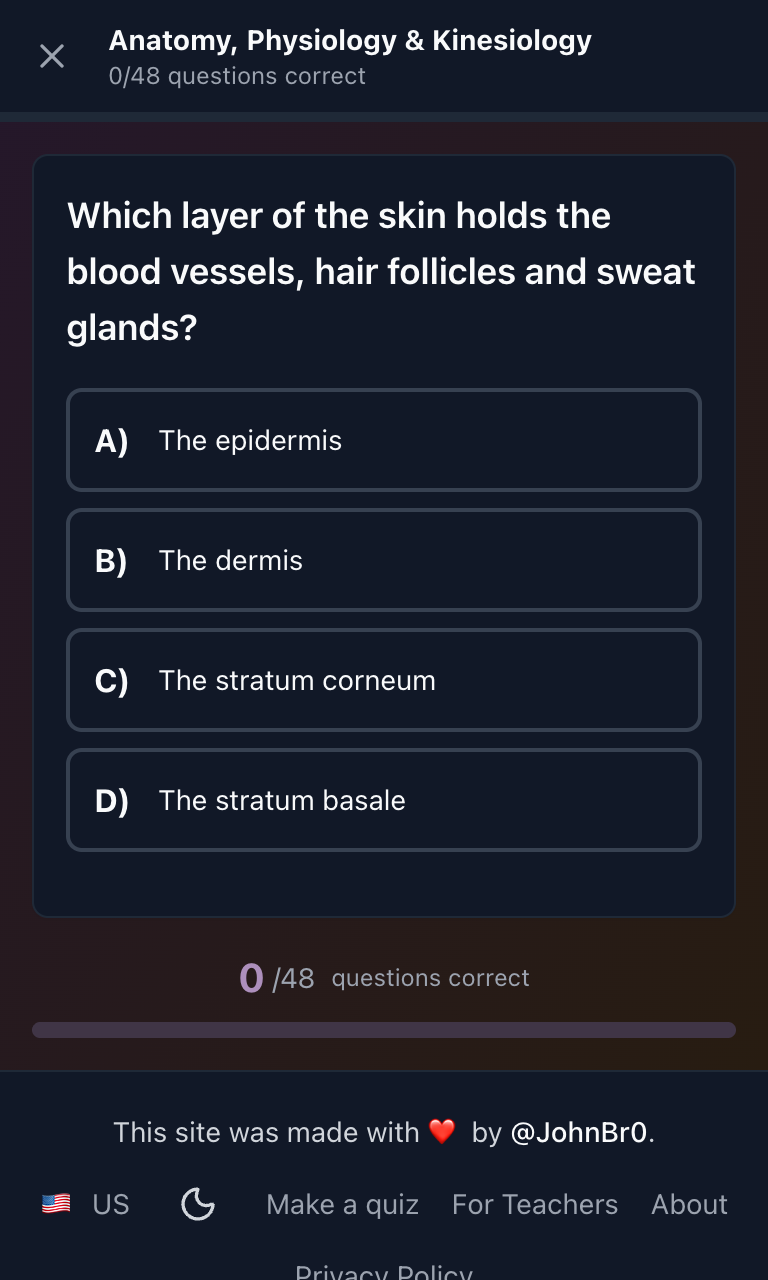 Anatomy, Physiology & Kinesiology
0/48 questions correct
Which layer of the skin holds the
blood vessels, hair follicles and sweat
glands?
A) The epidermis
B) The dermis
C) The stratum corneum
D) The stratum basale
0 /48 questions correct
This site was made with ❤️ by @JohnBr0.
🇺🇸 US Make a quiz For Teachers About
Privacy Policy